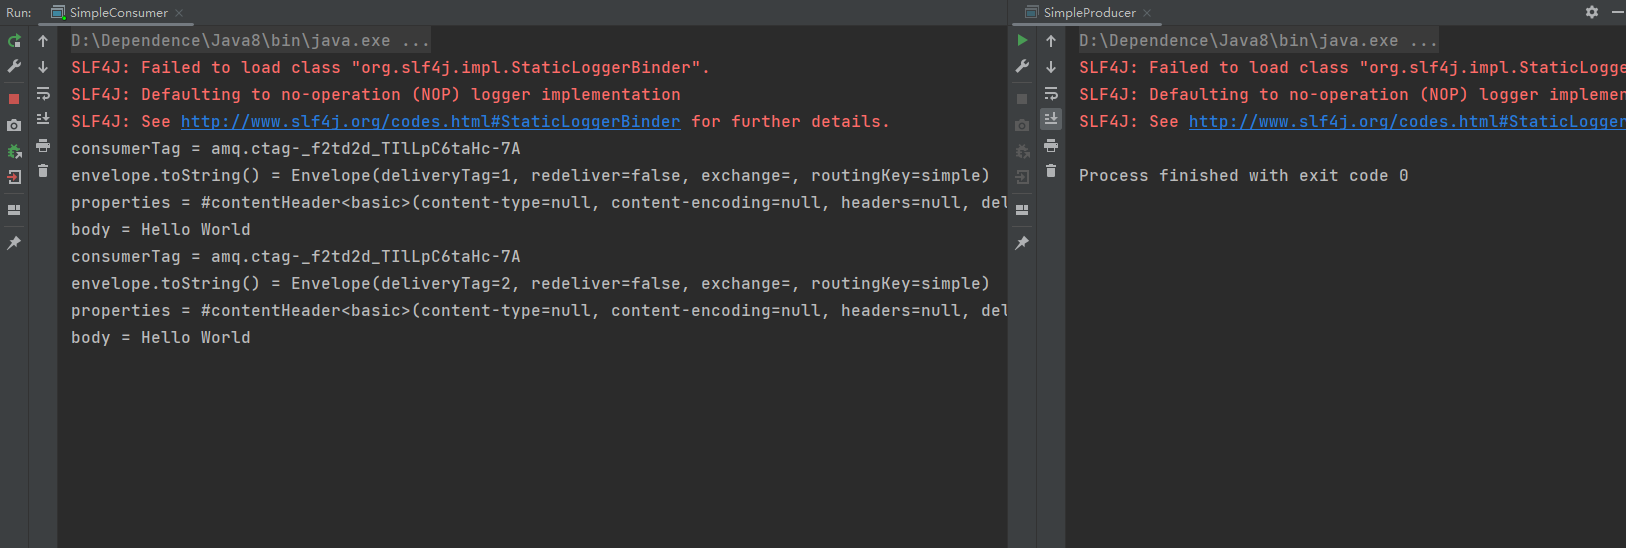 Run: SimpleConsumer
D:\Dependence\Java8\bin\java.exe ...
SLF4J: Failed to load class "org.slf4j.impl.StaticLoggerBinder".
SLF4J: Defaulting to no-operation (NOP) logger implementation
SLF4J: See http://www.slf4j.org/codes.html#StaticLoggerBinder for further details.
consumerTag = amq.ctag-_f2td2d_TIlLpC6taHc-7A
envelope.toString() = Envelope(deliveryTag=1, redeliver=false, exchange=, routingKey=simple)
properties = #contentHeader<basic>(content-type=null, content-encoding=null, headers=null, del
body = Hello World
consumerTag = amq.ctag-_f2td2d_TIlLpC6taHc-7A
envelope.toString() = Envelope(deliveryTag=2, redeliver=false, exchange=, routingKey=simple)
properties = #contentHeader<basic>(content-type=null, content-encoding=null, headers=null, del
body = Hello World
SimpleProducer
D:\Dependence\Java8\bin\java.exe ...
SLF4J: Failed to load class "org.slf4j.impl.StaticLogge
SLF4J: Defaulting to no-operation (NOP) logger implemen
SLF4J: See http://www.slf4j.org/codes.html#StaticLogger
Process finished with exit code 0